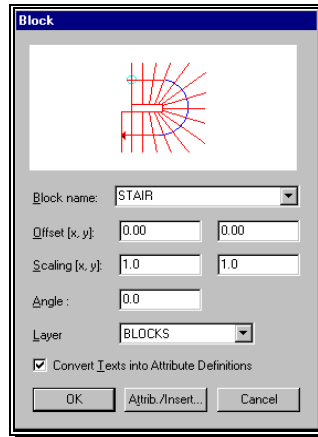 Block
Block name: STAIR
Offset [x, y]: 0.00 0.00
Scaling [x, y]: 1.0 1.0
Angle : 0.0
Layer BLOCKS
Convert Texts into Attribute Definitions
OK Attrib./Insert... Cancel